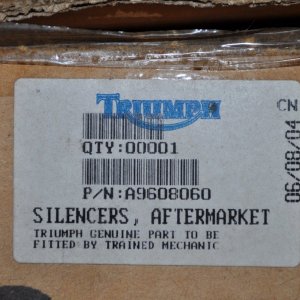 TRIUMPH
QTY:00001
P/N:A9608060
SILENCERS, AFTERMARKET
TRIUMPH GENUINE PART TO BE
FITTED BY TRAINED MECHANIC
CN
06/08/04